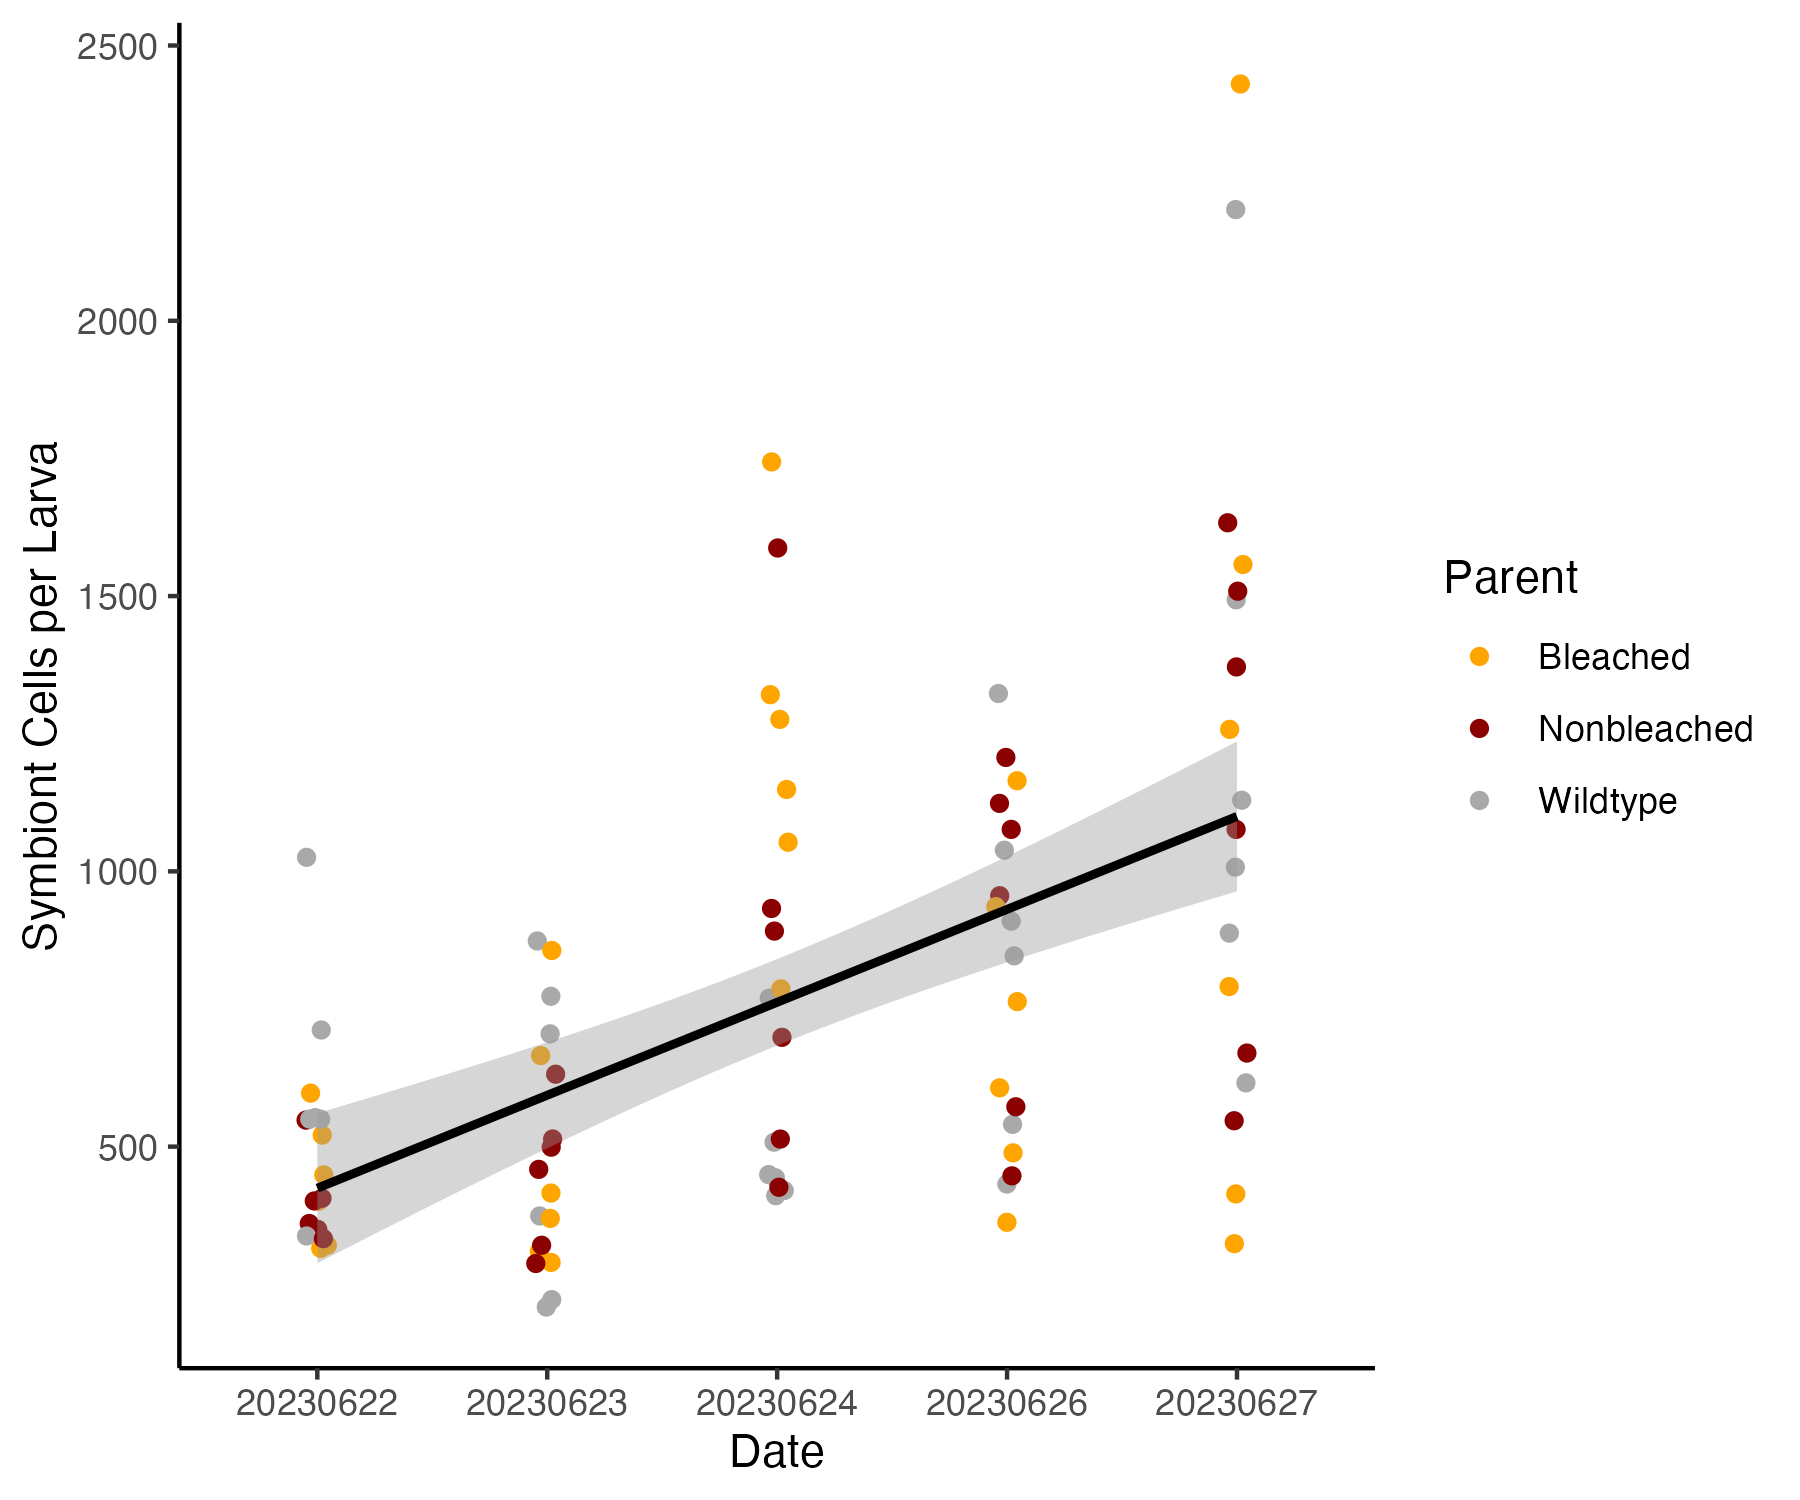 2500
2000
1500
1000
500
Symbiont Cells per Larva
20230622 20230623 20230624 20230626 20230627
Date
Parent
Bleached
Nonbleached
Wildtype